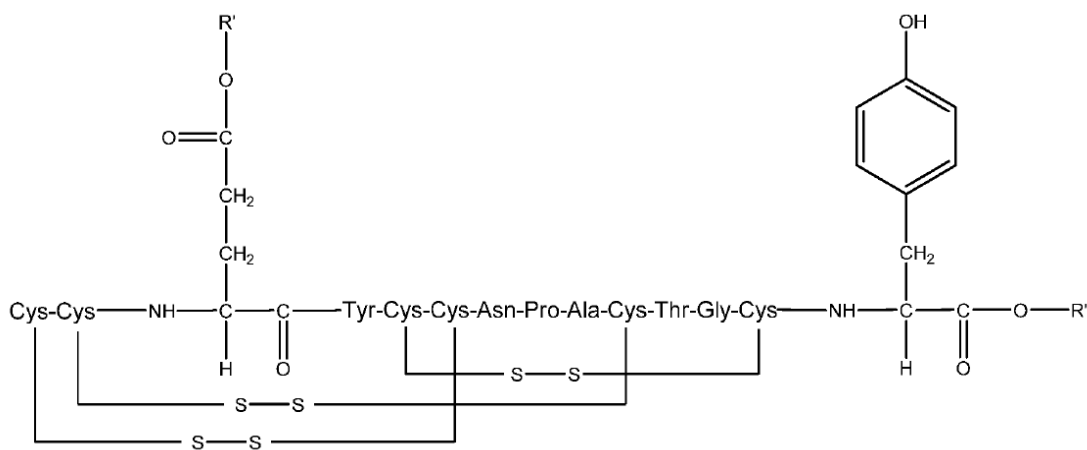 R' OH
O
O C
CH2
CH2 CH2
Cys-Cys NH C C Tyr-Cys-Cys-Asn-Pro-Ala-Cys-Thr-Gly-Cys NH C C O R'
H O S S H O
S S
S S